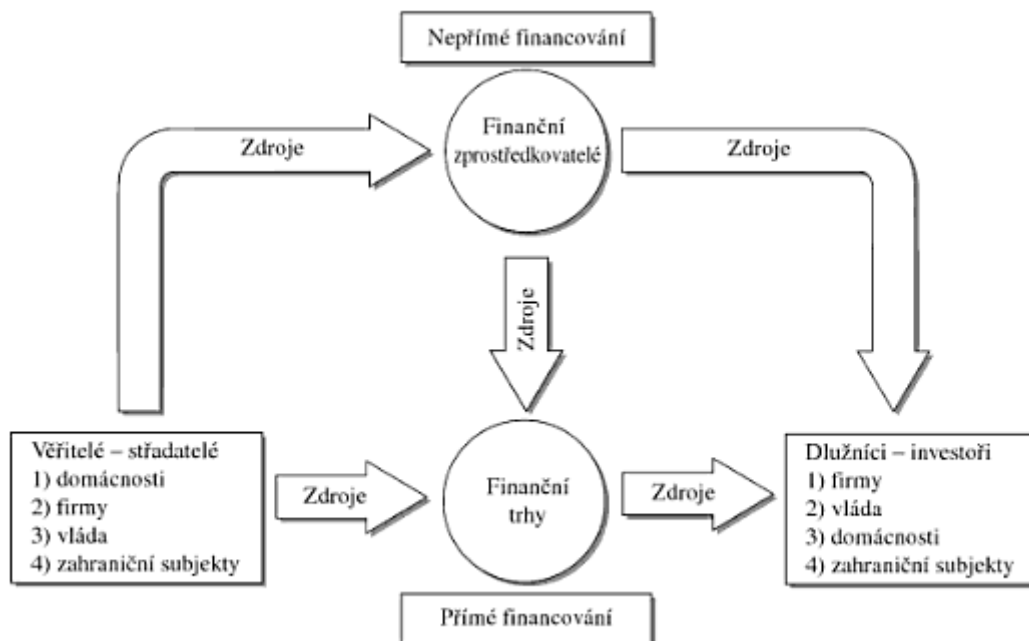 Nepřímé financování
Finanční
zprostředkovatelé
Zdroje
Zdroje
Zdroje
Věřitelé – střadatelé
1) domácnosti
2) firmy
3) vláda
4) zahraniční subjekty
Zdroje
Finanční
trhy
Zdroje
Dlužníci – investoři
1) firmy
2) vláda
3) domácnosti
4) zahraniční subjekty
Přímé financování